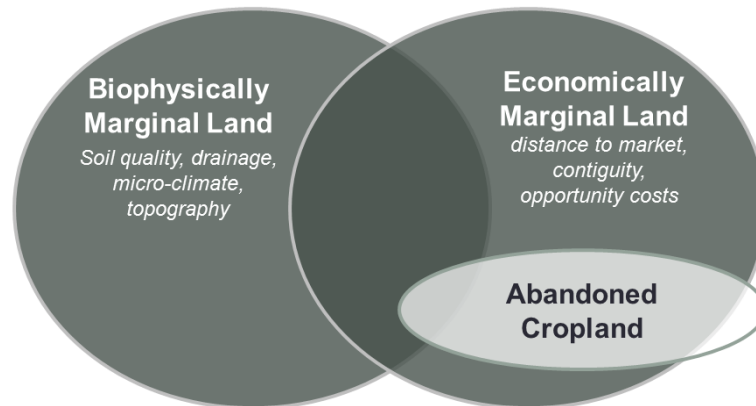 Biophysically
Marginal Land
Soil quality, drainage,
micro-climate,
topography
Economically
Marginal Land
distance to market,
contiguity,
opportunity costs
Abandoned
Cropland